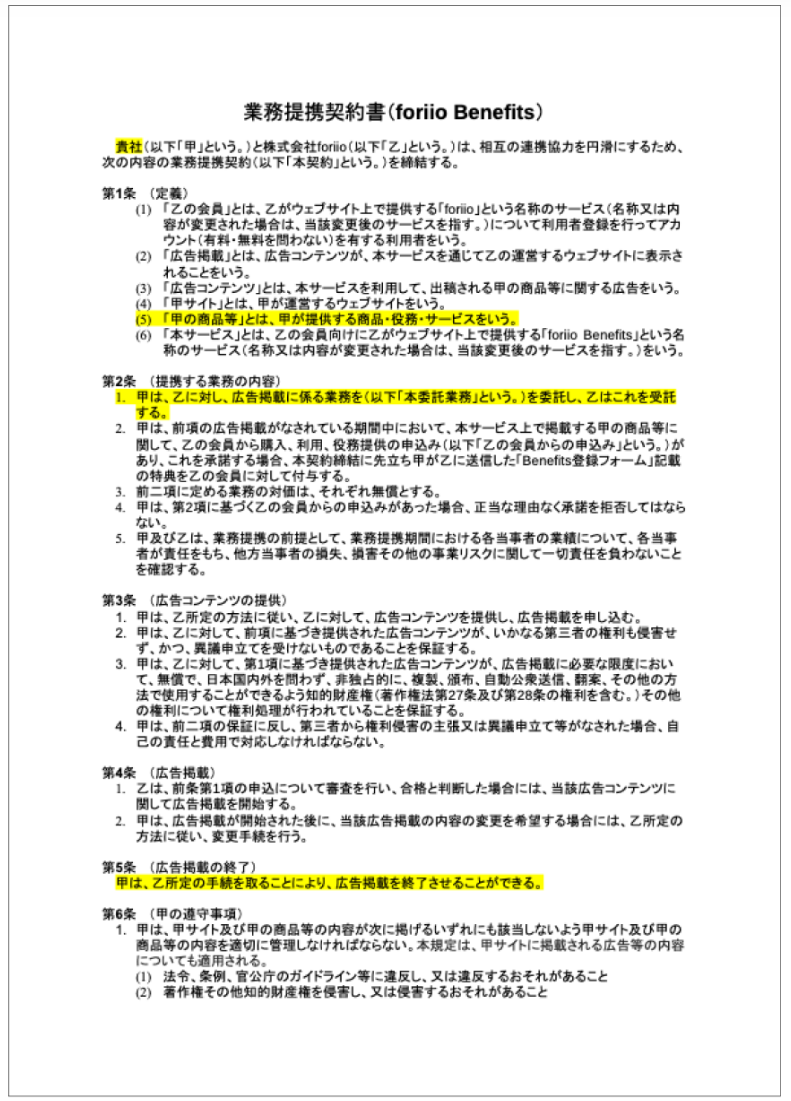 業務提携契約書(foriio Benefits)
貴社(以下「甲」という。)と株式会社foriio(以下「乙」という。)は、相互の連携協力を円滑にするため、
次の内容の業務提携契約(以下「本契約」という。)を締結する。
第1条 (定義)
(1) 「乙の会員」とは、乙がウェブサイト上で提供する「foriio」という名称のサービス(名称又は内
容が変更された場合は、当該変更後のサービスを指す。)について利用者登録を行ってアカ
ウント(有料・無料を問わない)を有する利用者をいう。
(2) 「広告掲載」とは、広告コンテンツが、本サービスを通じて乙の運営するウェブサイトに表示さ
れることをいう。
(3) 「広告コンテンツ」とは、本サービスを利用して、出稿される甲の商品等に関する広告をいう。
(4) 「甲サイト」とは、甲が運営するウェブサイトをいう。
(5) 「甲の商品等」とは、甲が提供する商品・役務・サービスをいう。
(6) 「本サービス」とは、乙の会員向けに乙がウェブサイト上で提供する「foriio Benefits」という名
称のサービス(名称又は内容が変更された場合は、当該変更後のサービスを指す。)をいう。
第2条 (提携する業務の内容)
1. 甲は、乙に対し、広告掲載に係る業務を(以下「本委託業務」という。)を委託し、乙はこれを受託
する。
2. 甲は、前項の広告掲載がなされている期間中において、本サービス上で掲載する甲の商品等に
関して、乙の会員から購入、利用、役務提供の申込み(以下「乙の会員からの申込み」という。)が
あり、これを承諾する場合、本契約締結に先立ち甲が乙に送信した「Benefits登録フォーム」記載
の特典を乙の会員に対して付与する。
3. 前二項に定める業務の対価は、それぞれ無償とする。
4. 甲は、第2項に基づく乙の会員からの申込みがあった場合、正当な理由なく承諾を拒否してはなら
ない。
5. 甲及び乙は、業務提携の前提として、業務提携期間における各当事者の業績について、各当事
者が責任をもち、他方当事者の損失、損害その他の事業リスクに関して一切責任を負わないこと
を確認する。
第3条 (広告コンテンツの提供)
1. 甲は、乙所定の方法に従い、乙に対して、広告コンテンツを提供し、広告掲載を申し込む。
2. 甲は、乙に対して、前項に基づき提供された広告コンテンツが、いかなる第三者の権利も侵害せ
ず、かつ、異議申立てを受けないものであることを保証する。
3. 甲は、乙に対して、第1項に基づき提供された広告コンテンツが、広告掲載に必要な限度におい
て、無償で、日本国内外を問わず、非独占的に、複製、頒布、自動公衆送信、翻案、その他の方
法で使用することができるよう知的財産権(著作権法第27条及び第28条の権利を含む。)その他
の権利について権利処理が行われていることを保証する。
4. 甲は、前二項の保証に反し、第三者から権利侵害の主張又は異議申立て等がなされた場合、自
己の責任と費用で対応しなければならない。
第4条 (広告掲載)
1. 乙は、前条第1項の申込について審査を行い、合格と判断した場合には、当該広告コンテンツに
関して広告掲載を開始する。
2. 甲は、広告掲載が開始された後に、当該広告掲載の内容の変更を希望する場合には、乙所定の
方法に従い、変更手続を行う。
第5条 (広告掲載の終了)
甲は、乙所定の手続を取ることにより、広告掲載を終了させることができる。
第6条 (甲の遵守事項)
1. 甲は、甲サイト及び甲の商品等の内容が次に掲げるいずれにも該当しないよう甲サイト及び甲の
商品等の内容を適切に管理しなければならない。本規定は、甲サイトに掲載される広告等の内容
についても適用される。
(1) 法令、条例、官公庁のガイドライン等に違反し、又は違反するおそれがあること
(2) 著作権その他知的財産権を侵害し、又は侵害するおそれがあること